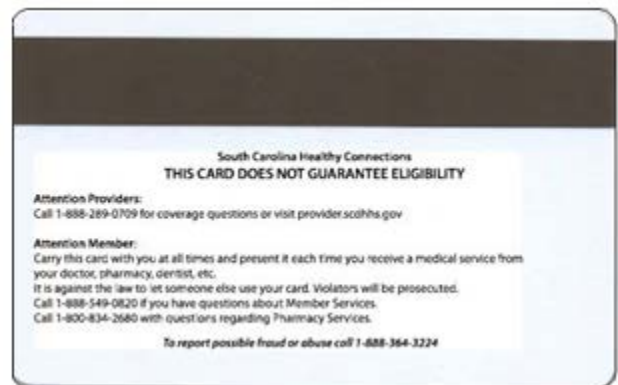 South Carolina Healthy Connections
THIS CARD DOES NOT GUARANTEE ELIGIBILITY
Attention Providers:
Call 1-888-289-0709 for coverage questions or visit provider.scdhhs.gov
Attention Member:
Carry this card with you at all times and present it each time you receive a medical service from
your doctor, pharmacy, dentist, etc.
It is against the law to let someone else use your card. Violators will be prosecuted.
Call 1-888-549-0820 if you have questions about Member Services.
Call 1-800-834-2680 with questions regarding Pharmacy Services.
To report possible fraud or abuse call 1-888-364-3224